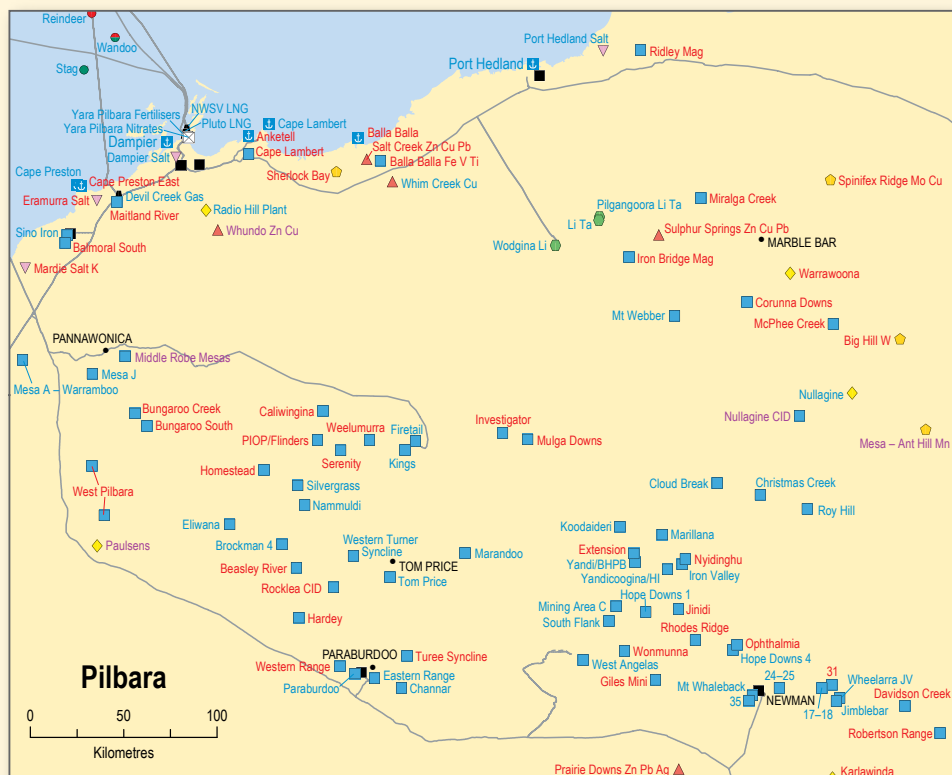 Reindeer
Wandoo
Stag
Port Hedland Salt
Ridley Mag
Port Hedland
NWSV LNG
Yara Pilbara Fertilisers
Yara Pilbara Nitrates
Pluto LNG
Cape Lambert
Dampier
Anketell
Balla Balla
Salt Creek Zn Cu Pb
Dampier Salt
Cape Lambert
Balla Balla Fe V Ti
Cape Preston
Cape Preston East
Sherlock Bay
Whim Creek Cu
Spinifex Ridge Mo Cu
Eramurra Salt
Devil Creek Gas
Maitland River
Radio Hill Plant
Pilgangoora Li Ta
Miralga Creek
Li Ta
Sino Iron
Whundo Zn Cu
Sulphur Springs Zn Cu Pb
Balmoral South
Wodgina Li
MARBLE BAR
Mardie Salt K
Iron Bridge Mag
Warrawoona
Corunna Downs
Mt Webber
McPhee Creek
Big Hill W
PANNAWONICA
Middle Robe Mesas
Mesa J
Mesa A – Warramboo
Nullagine
Bungaroo Creek
Caliwingina
Nullagine CID
Bungaroo South
Investigator
Weelumurra
Firetail
PIOP/Flinders
Mulga Downs
Mesa – Ant Hill Mn
Serenity
Kings
Homestead
Silvergrass
Cloud Break
Christmas Creek
West Pilbara
Nammuldi
Roy Hill
Eliwana
Koodaideri
Marillana
Paulsens
Brockman 4
Western Turner
Syncline
Marandoo
Extension
Nyidinghu
Yandi/BHPB
TOM PRICE
Beasley River
Tom Price
Yandicoogina/HI
Iron Valley
Rocklea CID
Hope Downs 1
Mining Area C
Jinidi
Hardey
South Flank
Rhodes Ridge
Ophthalmia
PARABURDOO
Turee Syncline
Wonmunna
Hope Downs 4
Western Range
West Angelas
Pilbara
Paraburdoo
Eastern Range
Giles Mini
24–25
31
Channar
Mt Whaleback
Wheelarra JV
Davidson Creek
35
NEWMAN
17–18
Jimblebar
0 50 100
Kilometres
Robertson Range
Prairie Downs Zn Pb Ag
Karlawinda